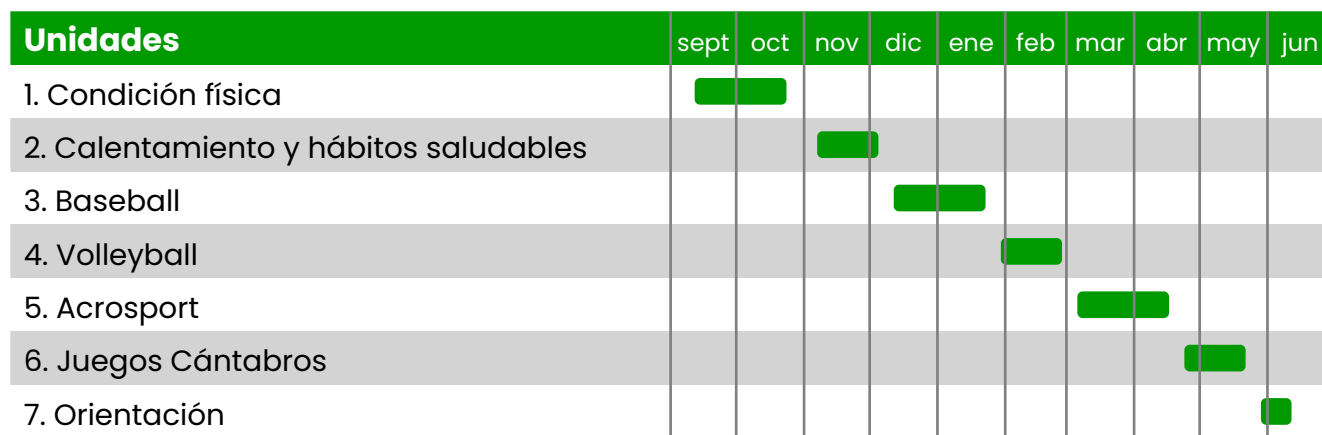 Unidades sept oct nov dic ene feb mar abr may jun
1. Condición física
2. Calentamiento y hábitos saludables
3. Baseball
4. Volleyball
5. Acrosport
6. Juegos Cántabros
7. Orientación